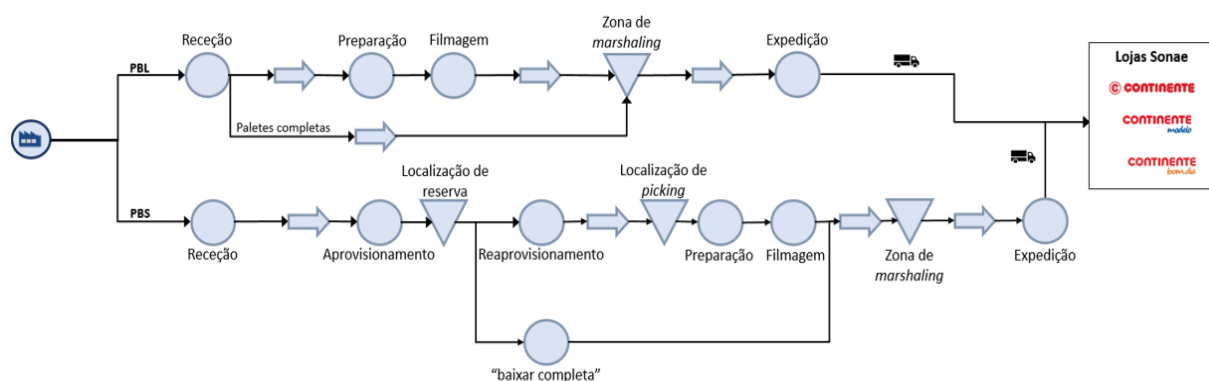 Receção
Preparação
Filmagem
Zona de
marshaling
Expedição
PBL
Paletes completas
Lojas Sonae
C CONTINENTE
CONTINENTE
modelo
CONTINENTE
bom dia
PBS
Receção
Aprovisionamento
Localização de
reserva
Reaprovisionamento
Localização de
picking
Preparação
Filmagem
Zona de
marshaling
Expedição
“baixar completa”